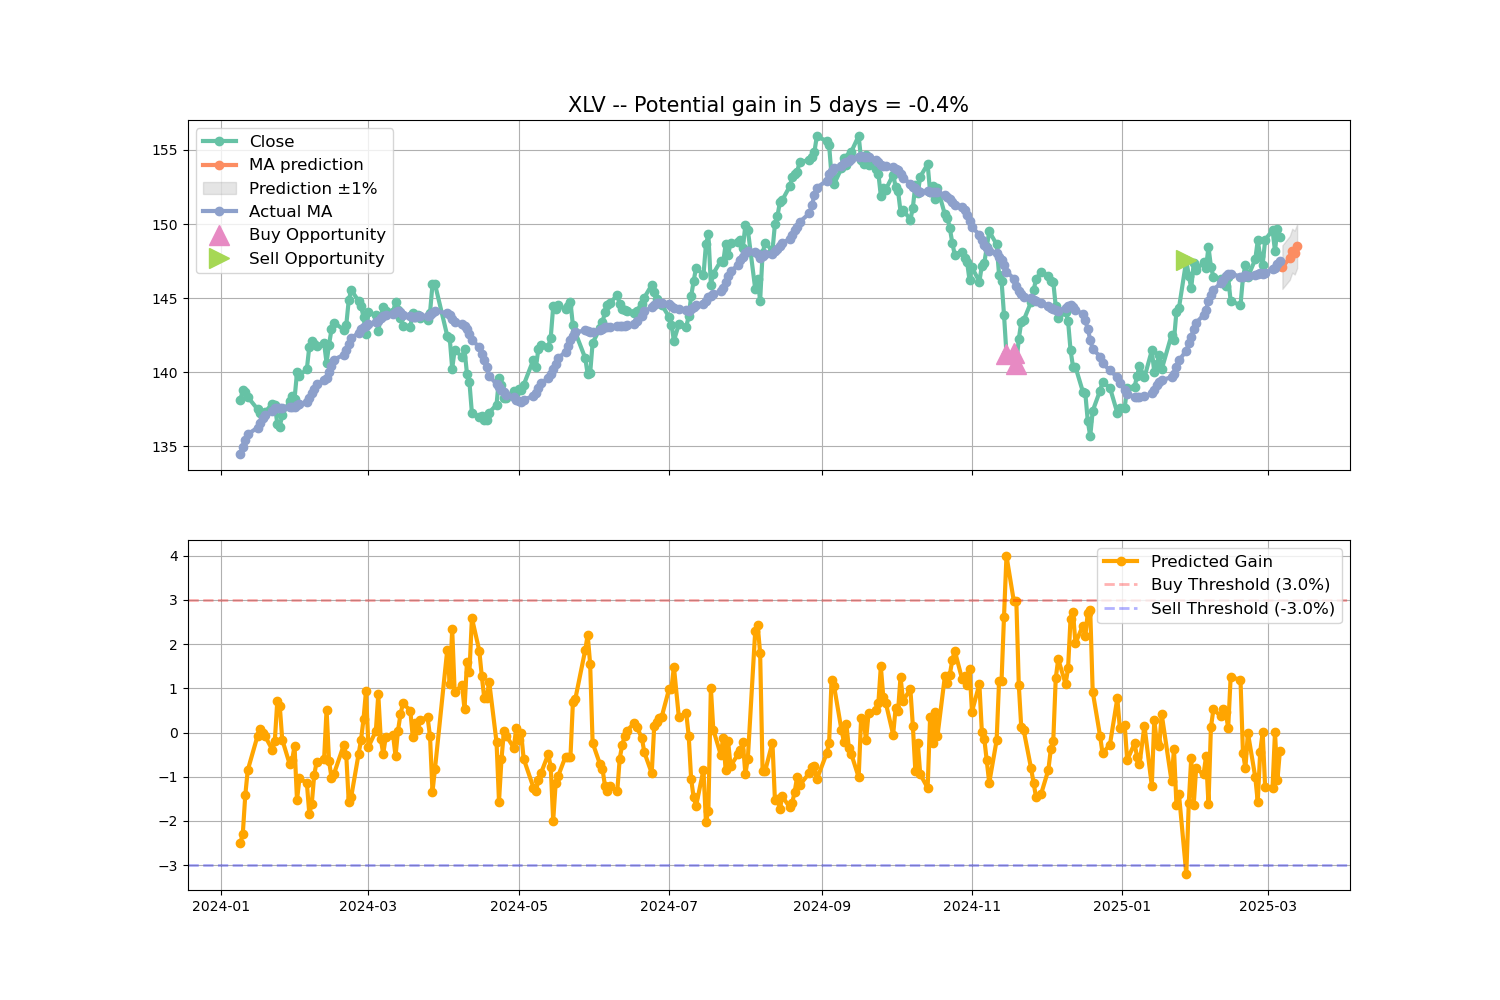 XLV -- Potential gain in 5 days = -0.4%
Close
MA prediction
Prediction ±1%
Actual MA
Buy Opportunity
Sell Opportunity
155
150
145
140
135
Predicted Gain
Buy Threshold (3.0%)
Sell Threshold (-3.0%)
4
3
2
1
0
−1
−2
−3
2024-01 2024-03 2024-05 2024-07 2024-09 2024-11 2025-01 2025-03